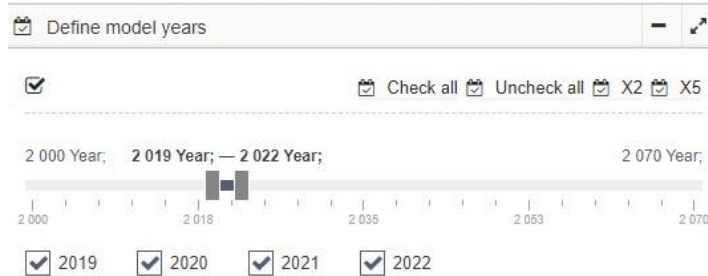 Define model years
Check all Uncheck all X2 X5
2 000 Year; 2 019 Year; — 2 022 Year; 2 070 Year;
2 000 2 018 2 035 2 053 2 070
2019 2020 2021 2022